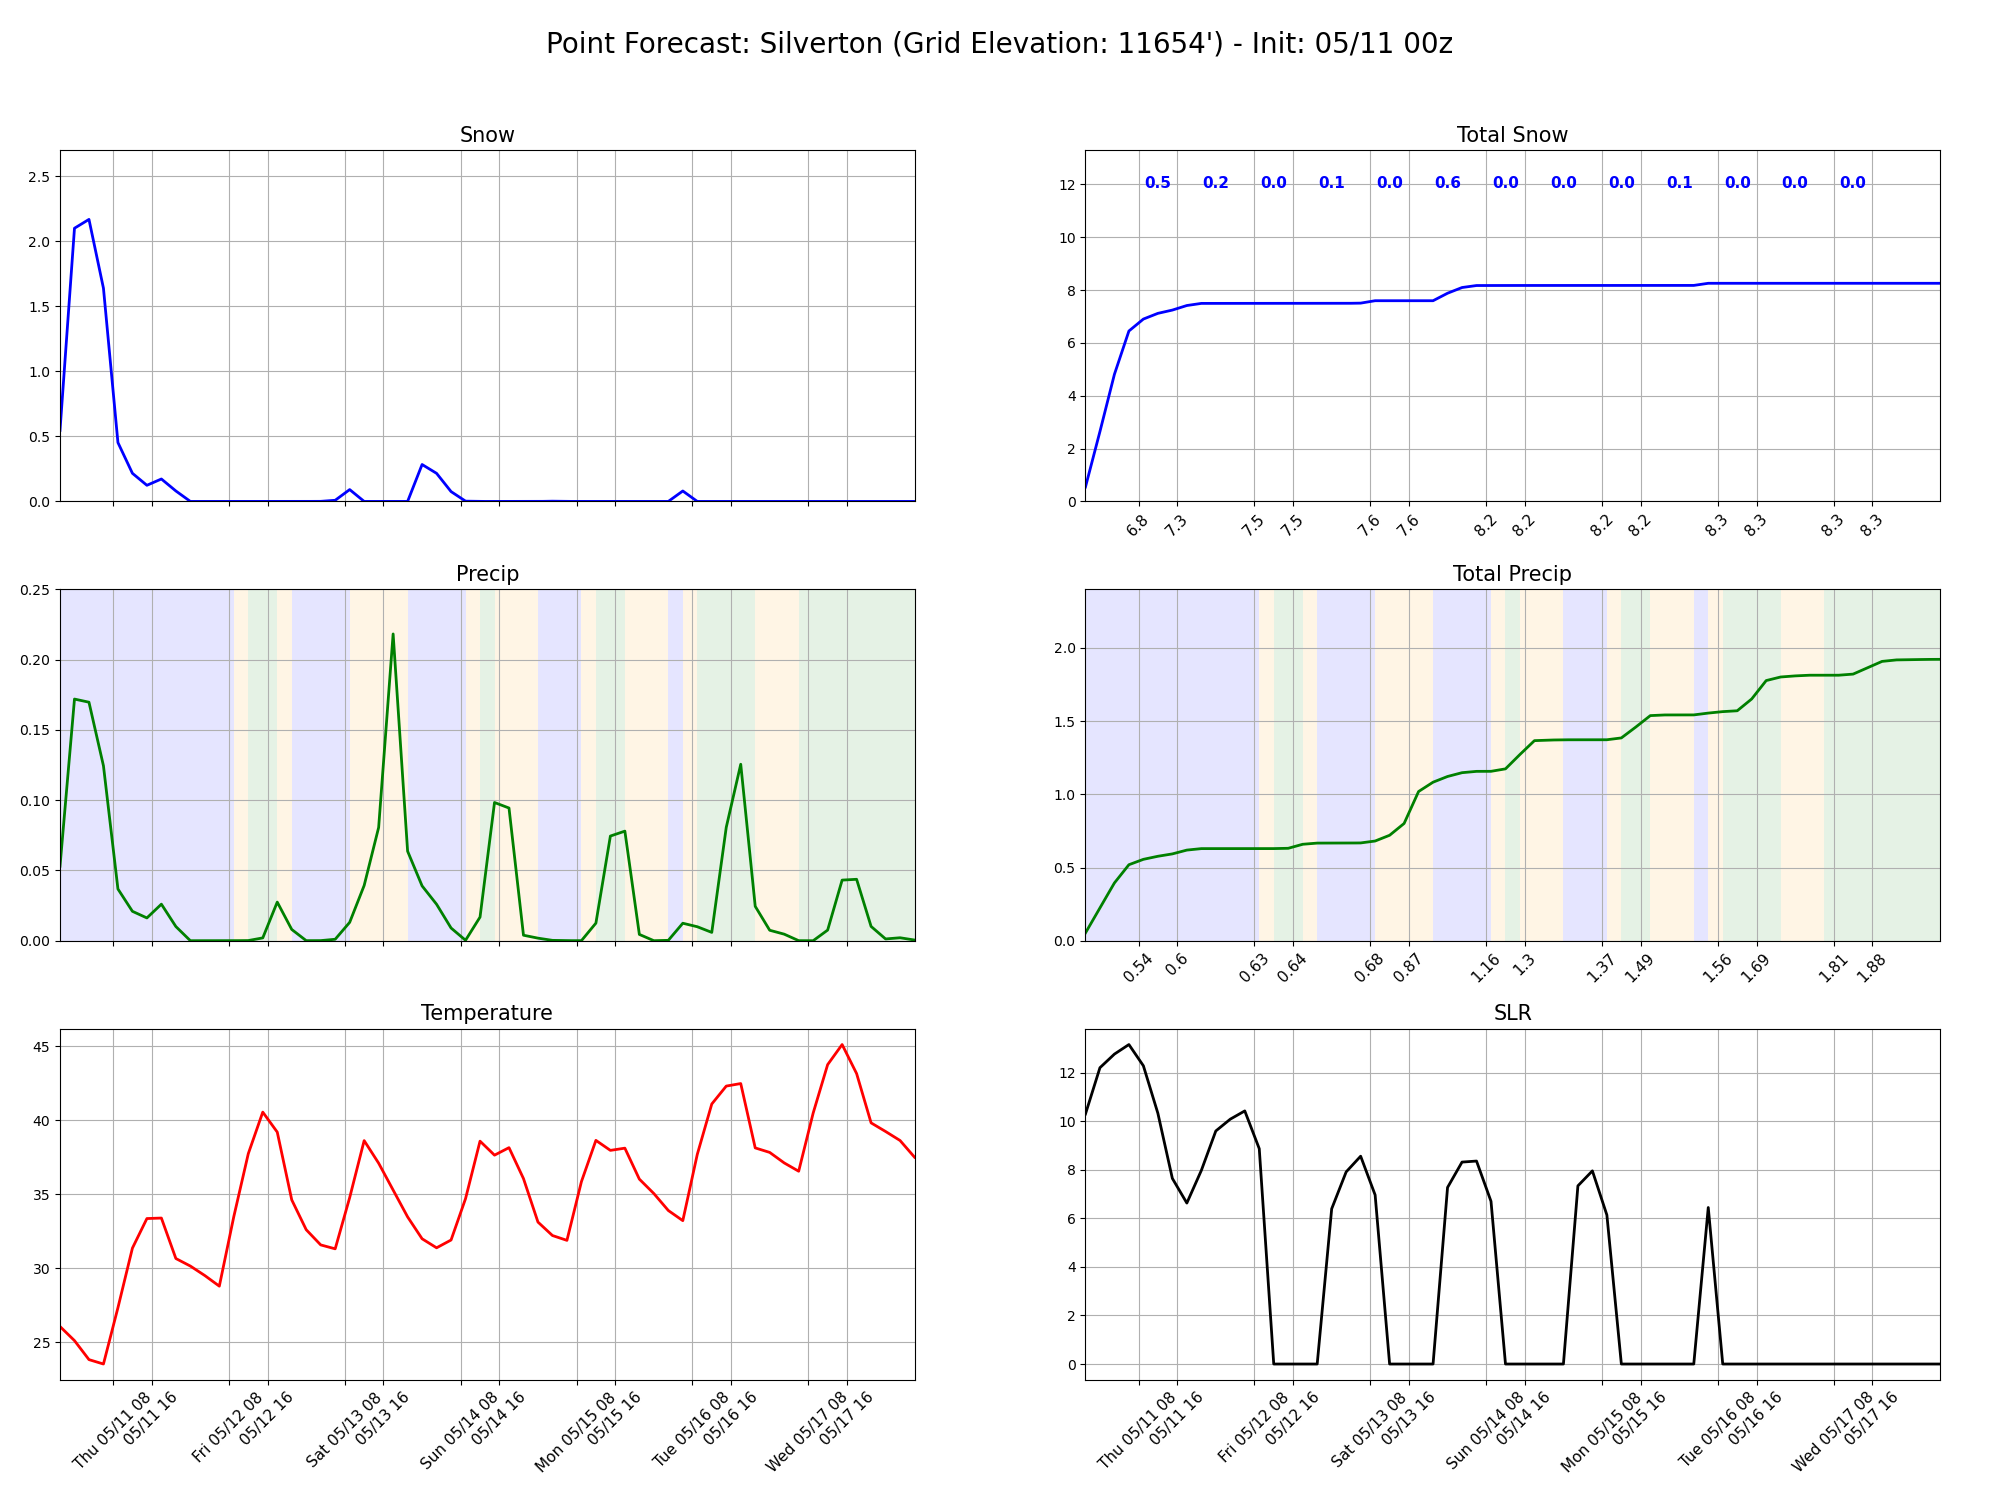 Point Forecast: Silverton (Grid Elevation: 11654') - Init: 05/11 00z
Snow
2.5
2.0
1.5
1.0
0.5
0.0
Total Snow
0.5 0.2 0.0 0.1 0.0 0.6 0.0 0.0 0.0 0.1 0.0 0.0 0.0
12
10
8
6
4
2
0
6.8 7.3 7.5 7.5 7.6 7.6 8.2 8.2 8.2 8.2 8.3 8.3 8.3 8.3
Precip
0.25
0.20
0.15
0.10
0.05
0.00
Total Precip
2.0
1.5
1.0
0.5
0.0
0.54 0.6 0.63 0.64 0.68 0.87 1.16 1.3 1.37 1.49 1.56 1.69 1.81 1.88
Temperature
45
40
35
30
25
Thu 05/11 08
05/11 16
Fri 05/12 08
05/12 16
Sat 05/13 08
05/13 16
Sun 05/14 08
05/14 16
Mon 05/15 08
05/15 16
Tue 05/16 08
05/16 16
Wed 05/17 08
05/17 16
SLR
12
10
8
6
4
2
0
Thu 05/11 08
05/11 16
Fri 05/12 08
05/12 16
Sat 05/13 08
05/13 16
Sun 05/14 08
05/14 16
Mon 05/15 08
05/15 16
Tue 05/16 08
05/16 16
Wed 05/17 08
05/17 16